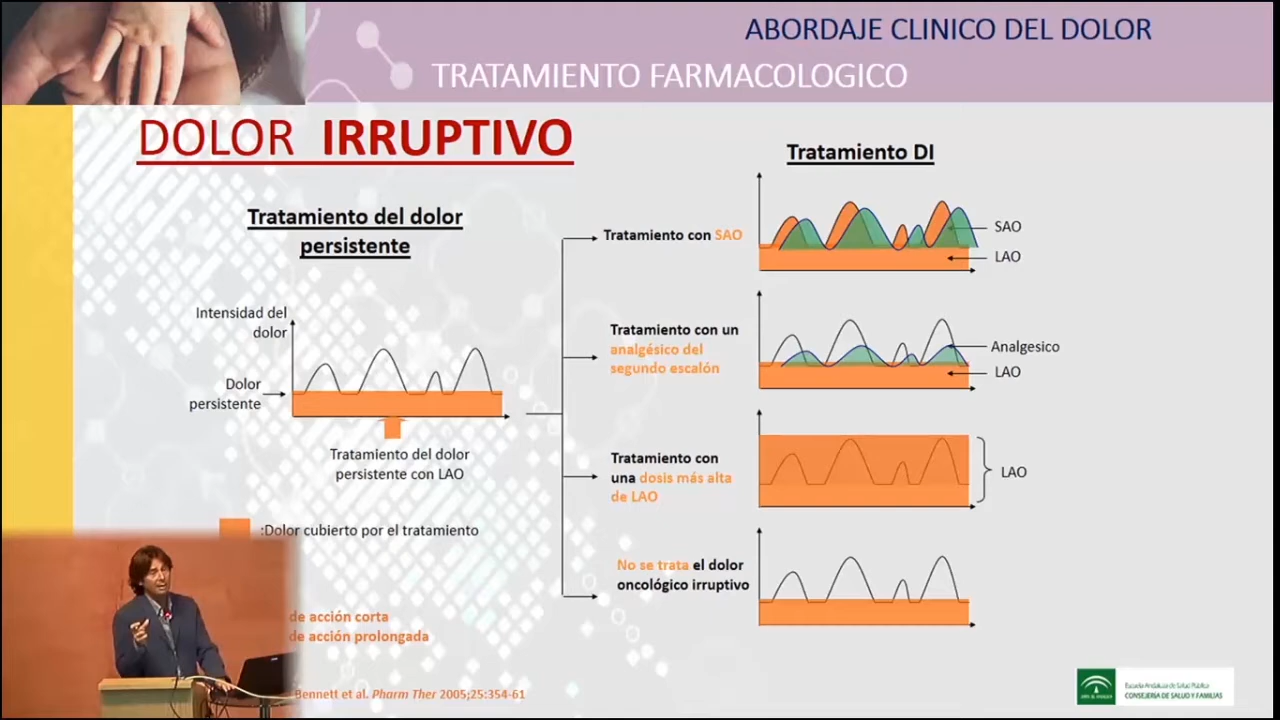 ABORDAJE CLINICO DEL DOLOR
TRATAMIENTO FARMACOLOGICO
DOLOR IRRUPTIVO
Tratamiento del dolor
persistente
Intensidad del
dolor
Dolor
persistente
Tratamiento del dolor
persistente con LAO
:Dolor cubierto por el tratamiento
de acción corta
de acción prolongada
Bennett et al. Pharm Ther 2005;25:354-61
Tratamiento DI
Tratamiento con SAO
SAO
LAO
Tratamiento con un
analgésico del
segundo escalón
Analgesico
LAO
Tratamiento con
una dosis más alta
de LAO
LAO
No se trata el dolor
oncológico irruptivo
Escuela Andaluza de Salud Pública
CONSEJERÍA DE SALUD Y FAMILIAS